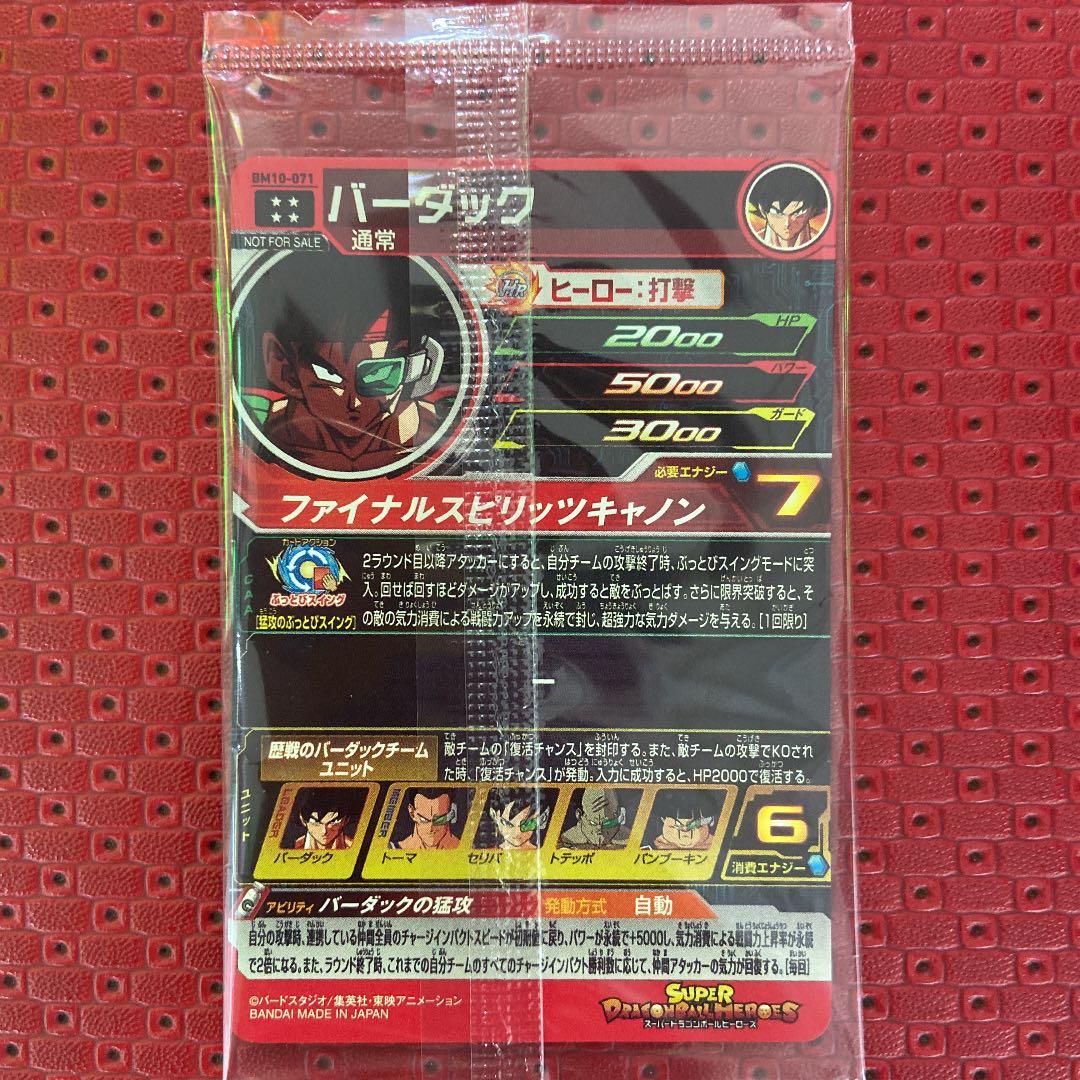 BM10-071
バーダック
NOT FOR SALE
通常
HR
ヒーロー:打撃
HP
2000
パワー
5000
ガード
3000
必要エナジー
7
ファイナルスピリッツキャノン
カードアクション
ぶっとびスイング
[猛攻のぶっとびスイング]
CAA
2ラウンド目以降アタッカーにすると、自分チームの攻撃終了時、ぶっとびスイングモードに突
入。回せば回すほどダメージがアップし、成功すると敵をぶっとばす。さらに限界突破すると、そ
の敵の気力消費による戦闘力アップを永続で封じ、超強力な気力ダメージを与える。[1回限り]
ー
歴戦のバーダックチーム
ユニット
敵チームの「復活チャンス」を封印する。また、敵チームの攻撃でKOされ
た時、「復活チャンス」が発動。入力に成功すると、HP2000で復活する。
ユニット
LEADER
バーダック
MEMBER
トーマ
セリパ
トテッポ
パンブーキン
6
消費エナジー
アビリティ バーダックの猛攻 発動方式 自動
自分の攻撃時、連携している仲間全員のチャージインパクトスピードが初期値に戻り、パワーが永続で+5000し、気力消費による戦闘力上昇率が永続
で2倍になる。また、ラウンド終了時、これまでの自分チームのすべてのチャージインパクト勝利数に応じて、仲間アタッカーの気力が回復する。[毎回]
©バードスタジオ/集英社・東映アニメーション
BANDAI MADE IN JAPAN
SUPER
DRAGONBALL HEROES
スーパードラゴンボールヒーローズ